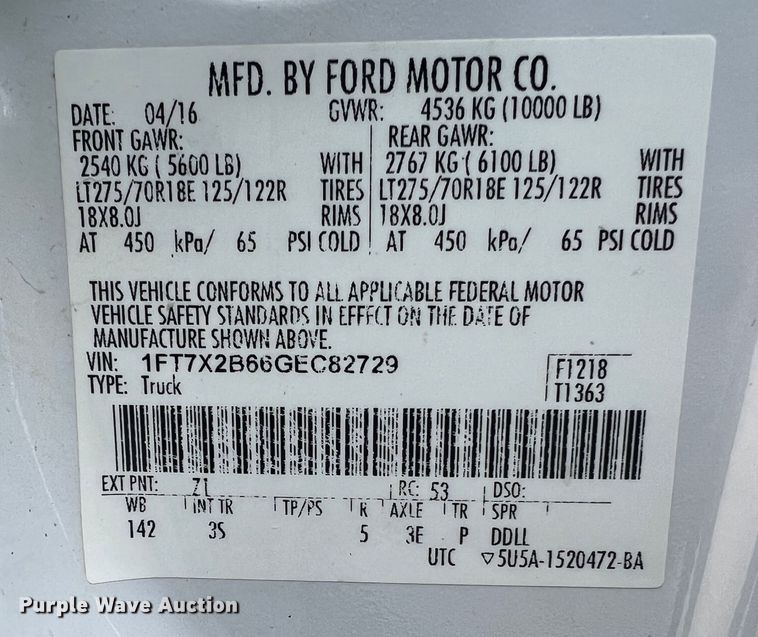 MFD. BY FORD MOTOR CO.
DATE: 04/16 GVWR: 4536 KG (10000 LB)
FRONT GAWR: REAR GAWR:
2540 KG ( 5600 LB) WITH 2767 KG ( 6100 LB) WITH
LT275/70R18E 125/122R TIRES LT275/70R18E 125/122R TIRES
18X8.0J RIMS 18X8.0J RIMS
AT 450 kPa/ 65 PSI COLD AT 450 kPa/ 65 PSI COLD
THIS VEHICLE CONFORMS TO ALL APPLICABLE FEDERAL MOTOR
VEHICLE SAFETY STANDARDS IN EFFECT ON THE DATE OF
MANUFACTURE SHOWN ABOVE.
VIN: 1FT7X2B66GEC82729 F1218
TYPE: Truck T1363
EXT PNT: Z1 RC: 53 DSO:
WB INT TR TP/PS R AXLE TR SPR
142 3S 5 3E P DDLL
UTC ▽5U5A-1520472-BA
Purple Wave Auction